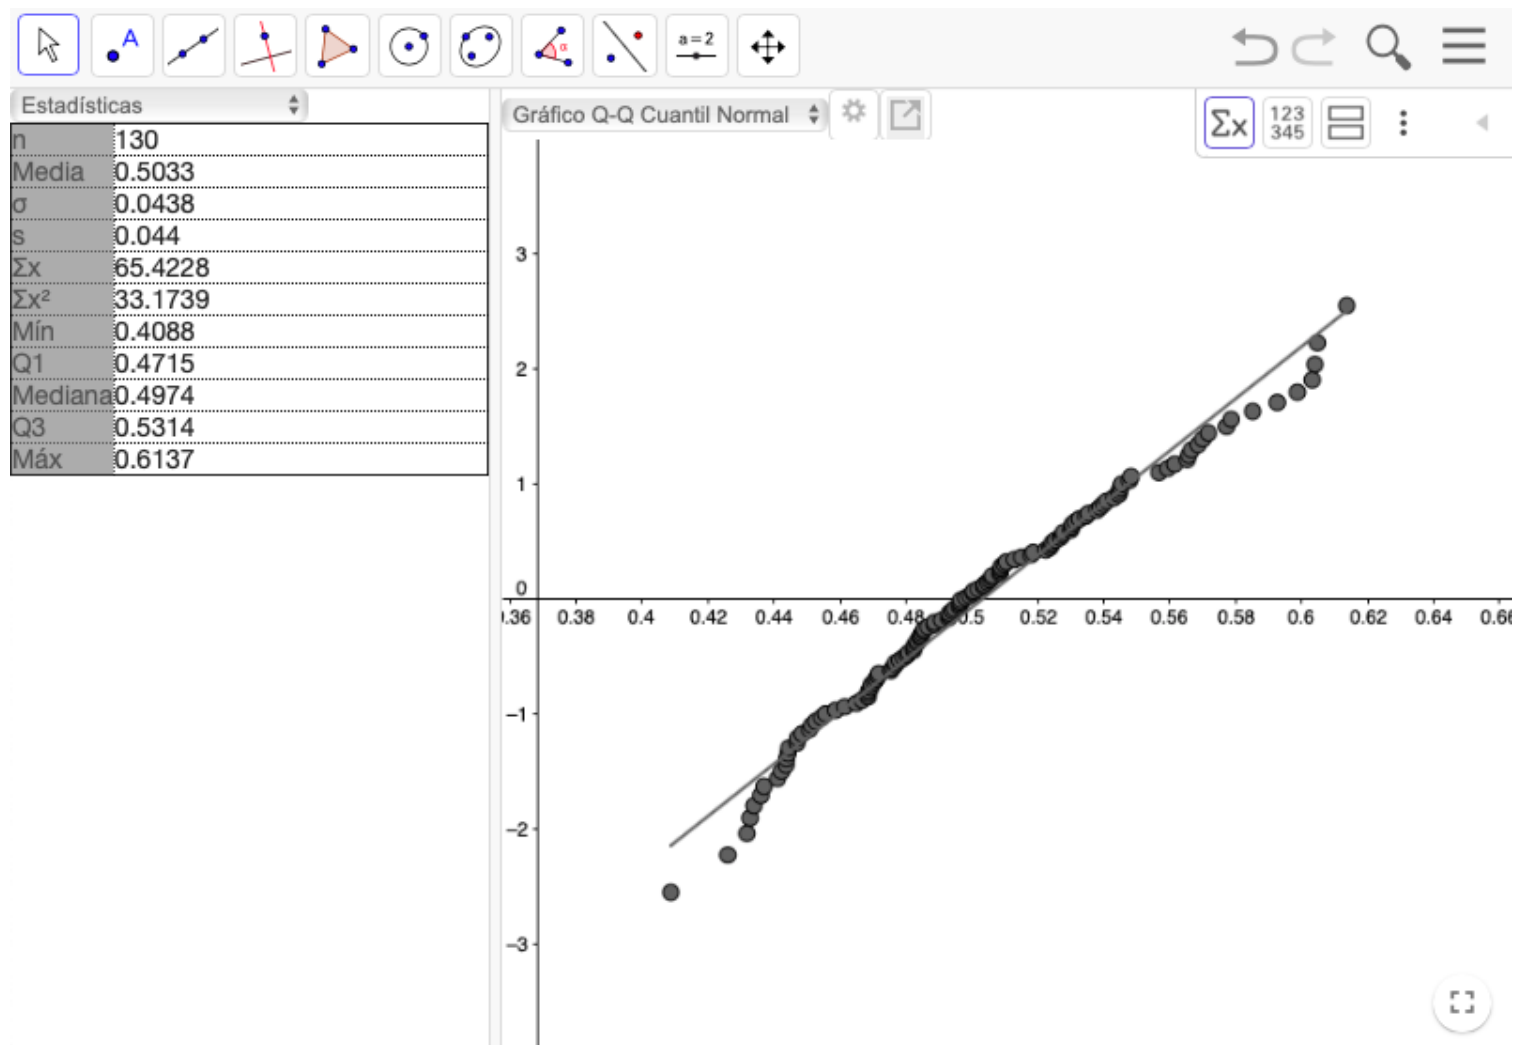 A
α
a=2
Estadísticas
n 130
Media 0.5033
σ 0.0438
s 0.044
Σx 65.4228
Σx² 33.1739
Mín 0.4088
Q1 0.4715
Mediana 0.4974
Q3 0.5314
Máx 0.6137
Gráfico Q-Q Cuantil Normal
Σx
123
345
3
2
1
0
0.38 0.4 0.42 0.44 0.46 0.48 0.52 0.54 0.56 0.58 0.6 0.62 0.64
−1
−2
−3